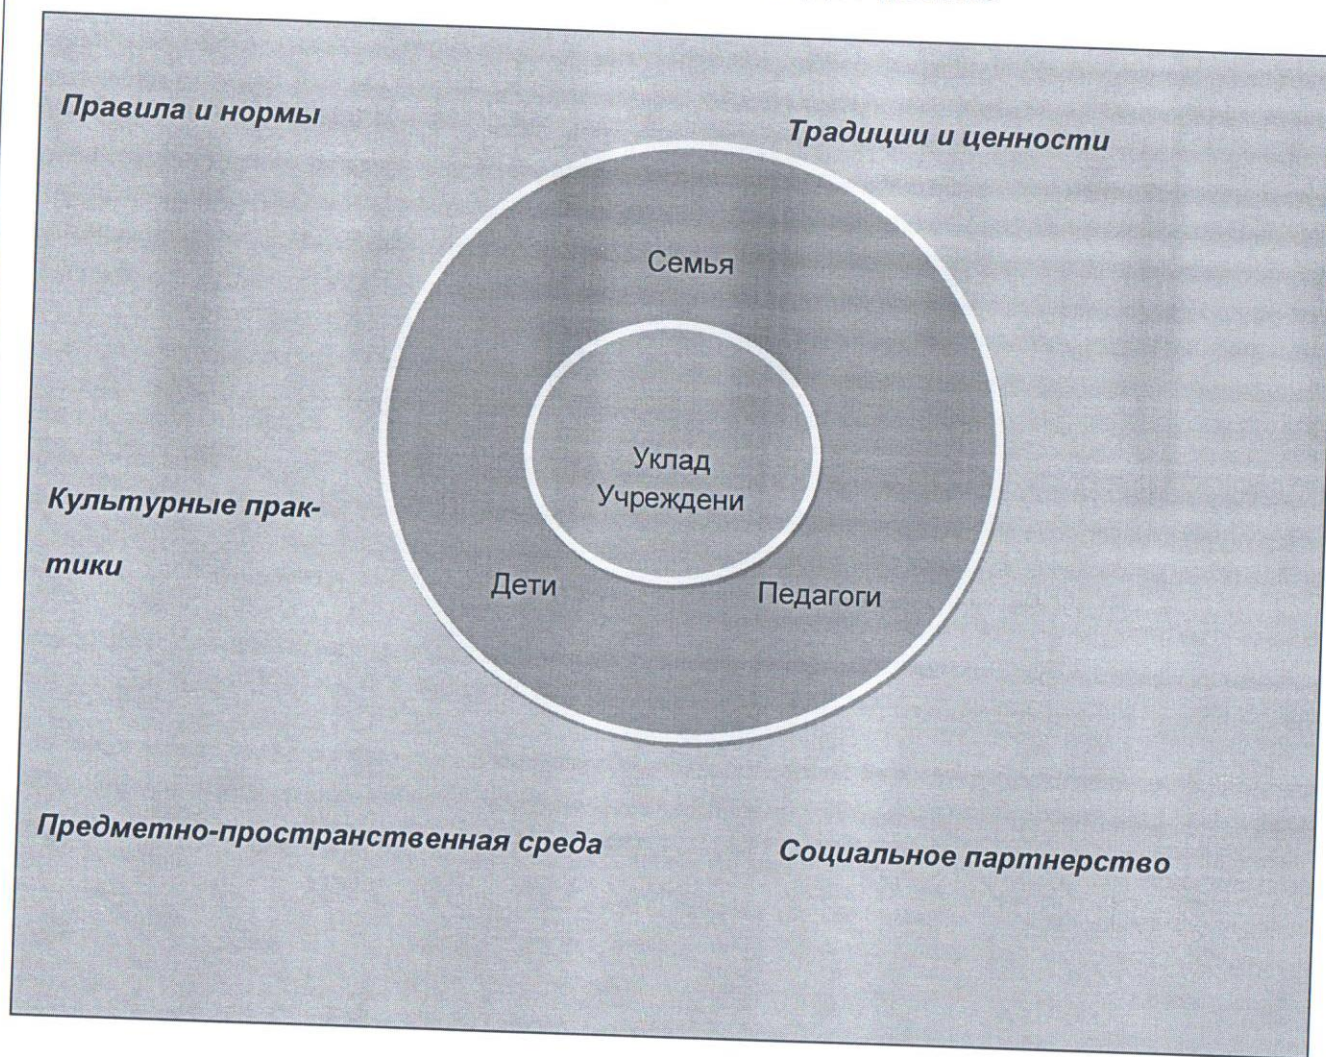 Правила и нормы
Традиции и ценности
Семья
Уклад
Учреждени
Культурные прак-
тики
Дети
Педагоги
Предметно-пространственная среда
Социальное партнерство